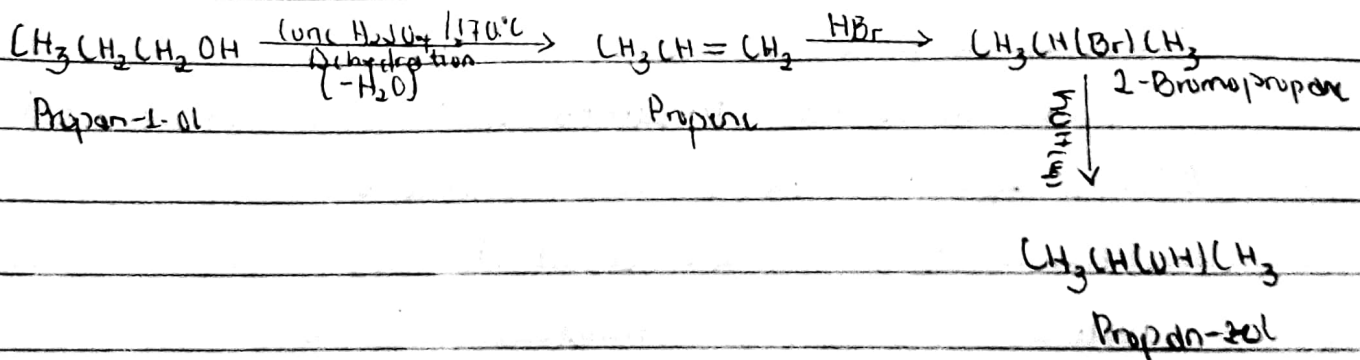 CH₃CH₂CH₂OH —Conc H₂SO₄ / 170°C→ CH₃CH=CH₂ —HBr→ CH₃CH(Br)CH₃
Dehydration
(-H₂O)
2-Bromopropane
Propan-1-ol Propene
KOH(aq)
CH₃CH(OH)CH₃
Propan-2ol